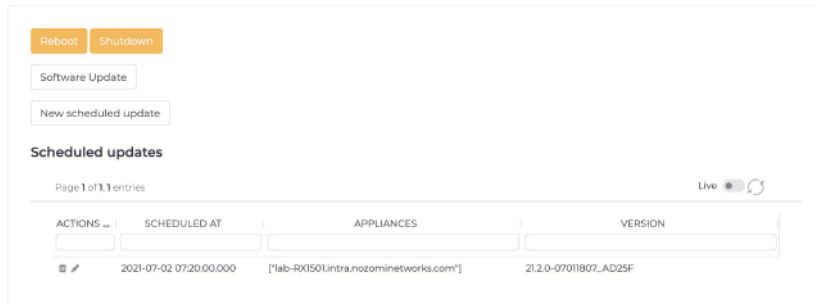 Reboot Shutdown
Software Update
New scheduled update
Scheduled updates
Page 1 of 1, 1 entries Live
ACTIONS ... SCHEDULED AT APPLIANCES VERSION
2021-07-02 07:20:00.000 ["lab-RX1501.intra.nozominetworks.com"] 21.2.0-07011807_AD25F